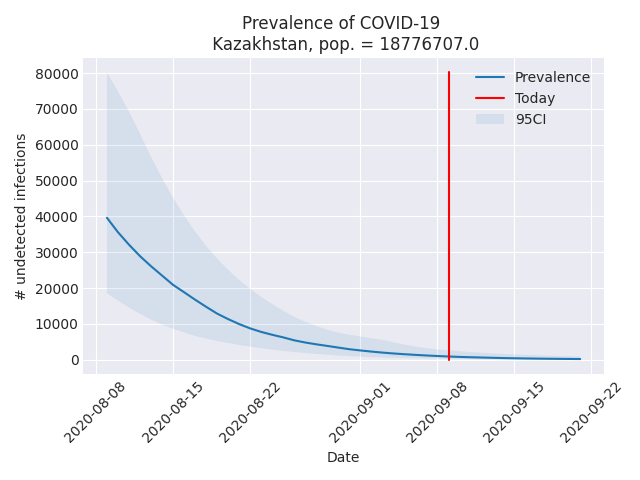 Prevalence of COVID-19
Kazakhstan, pop. = 18776707.0
Prevalence
Today
95CI
# undetected infections
80000
70000
60000
50000
40000
30000
20000
10000
0
2020-08-08
2020-08-15
2020-08-22
2020-09-01
2020-09-08
2020-09-15
2020-09-22
Date